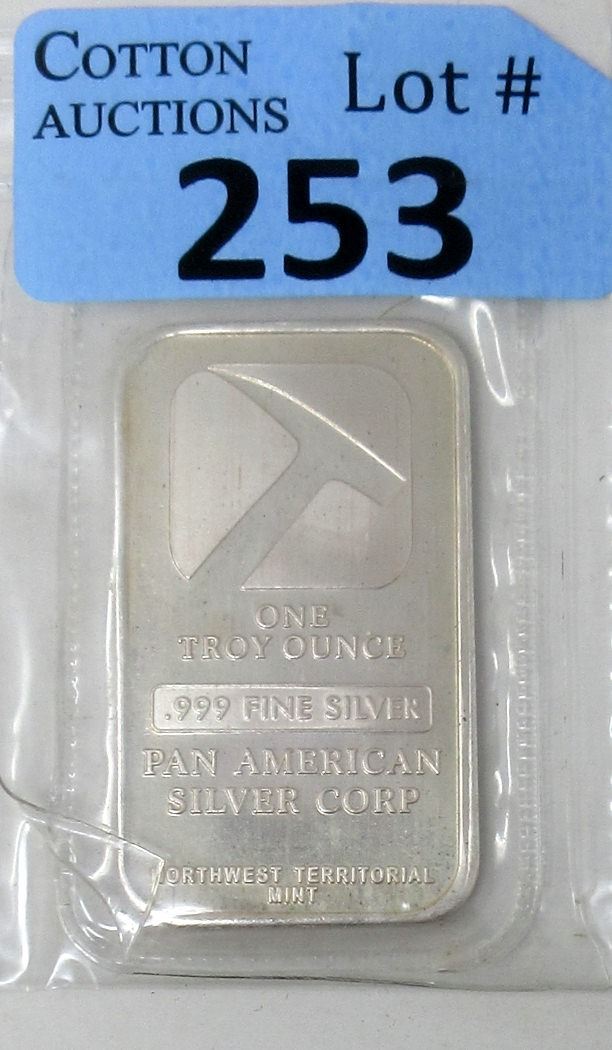 COTTON
AUCTIONS
Lot #
253
ONE
TROY OUNCE
.999 FINE SILVER
PAN AMERICAN
SILVER CORP
NORTHWEST TERRITORIAL
MINT